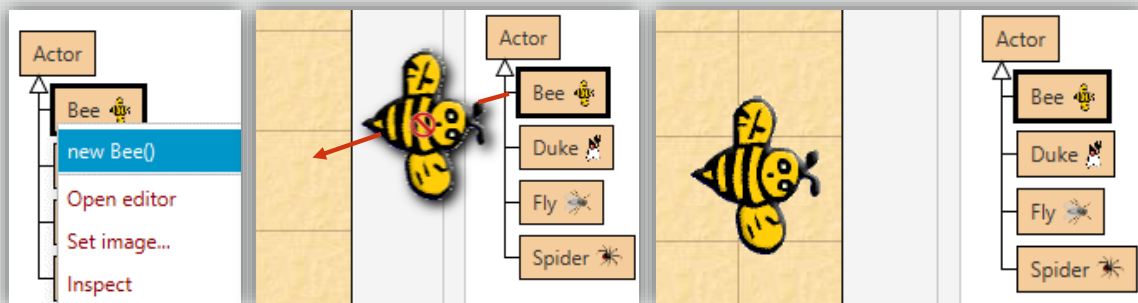 Actor
Bee
new Bee()
Open editor
Set image...
Inspect
Actor
Bee
Duke
Fly
Spider
Actor
Bee
Duke
Fly
Spider